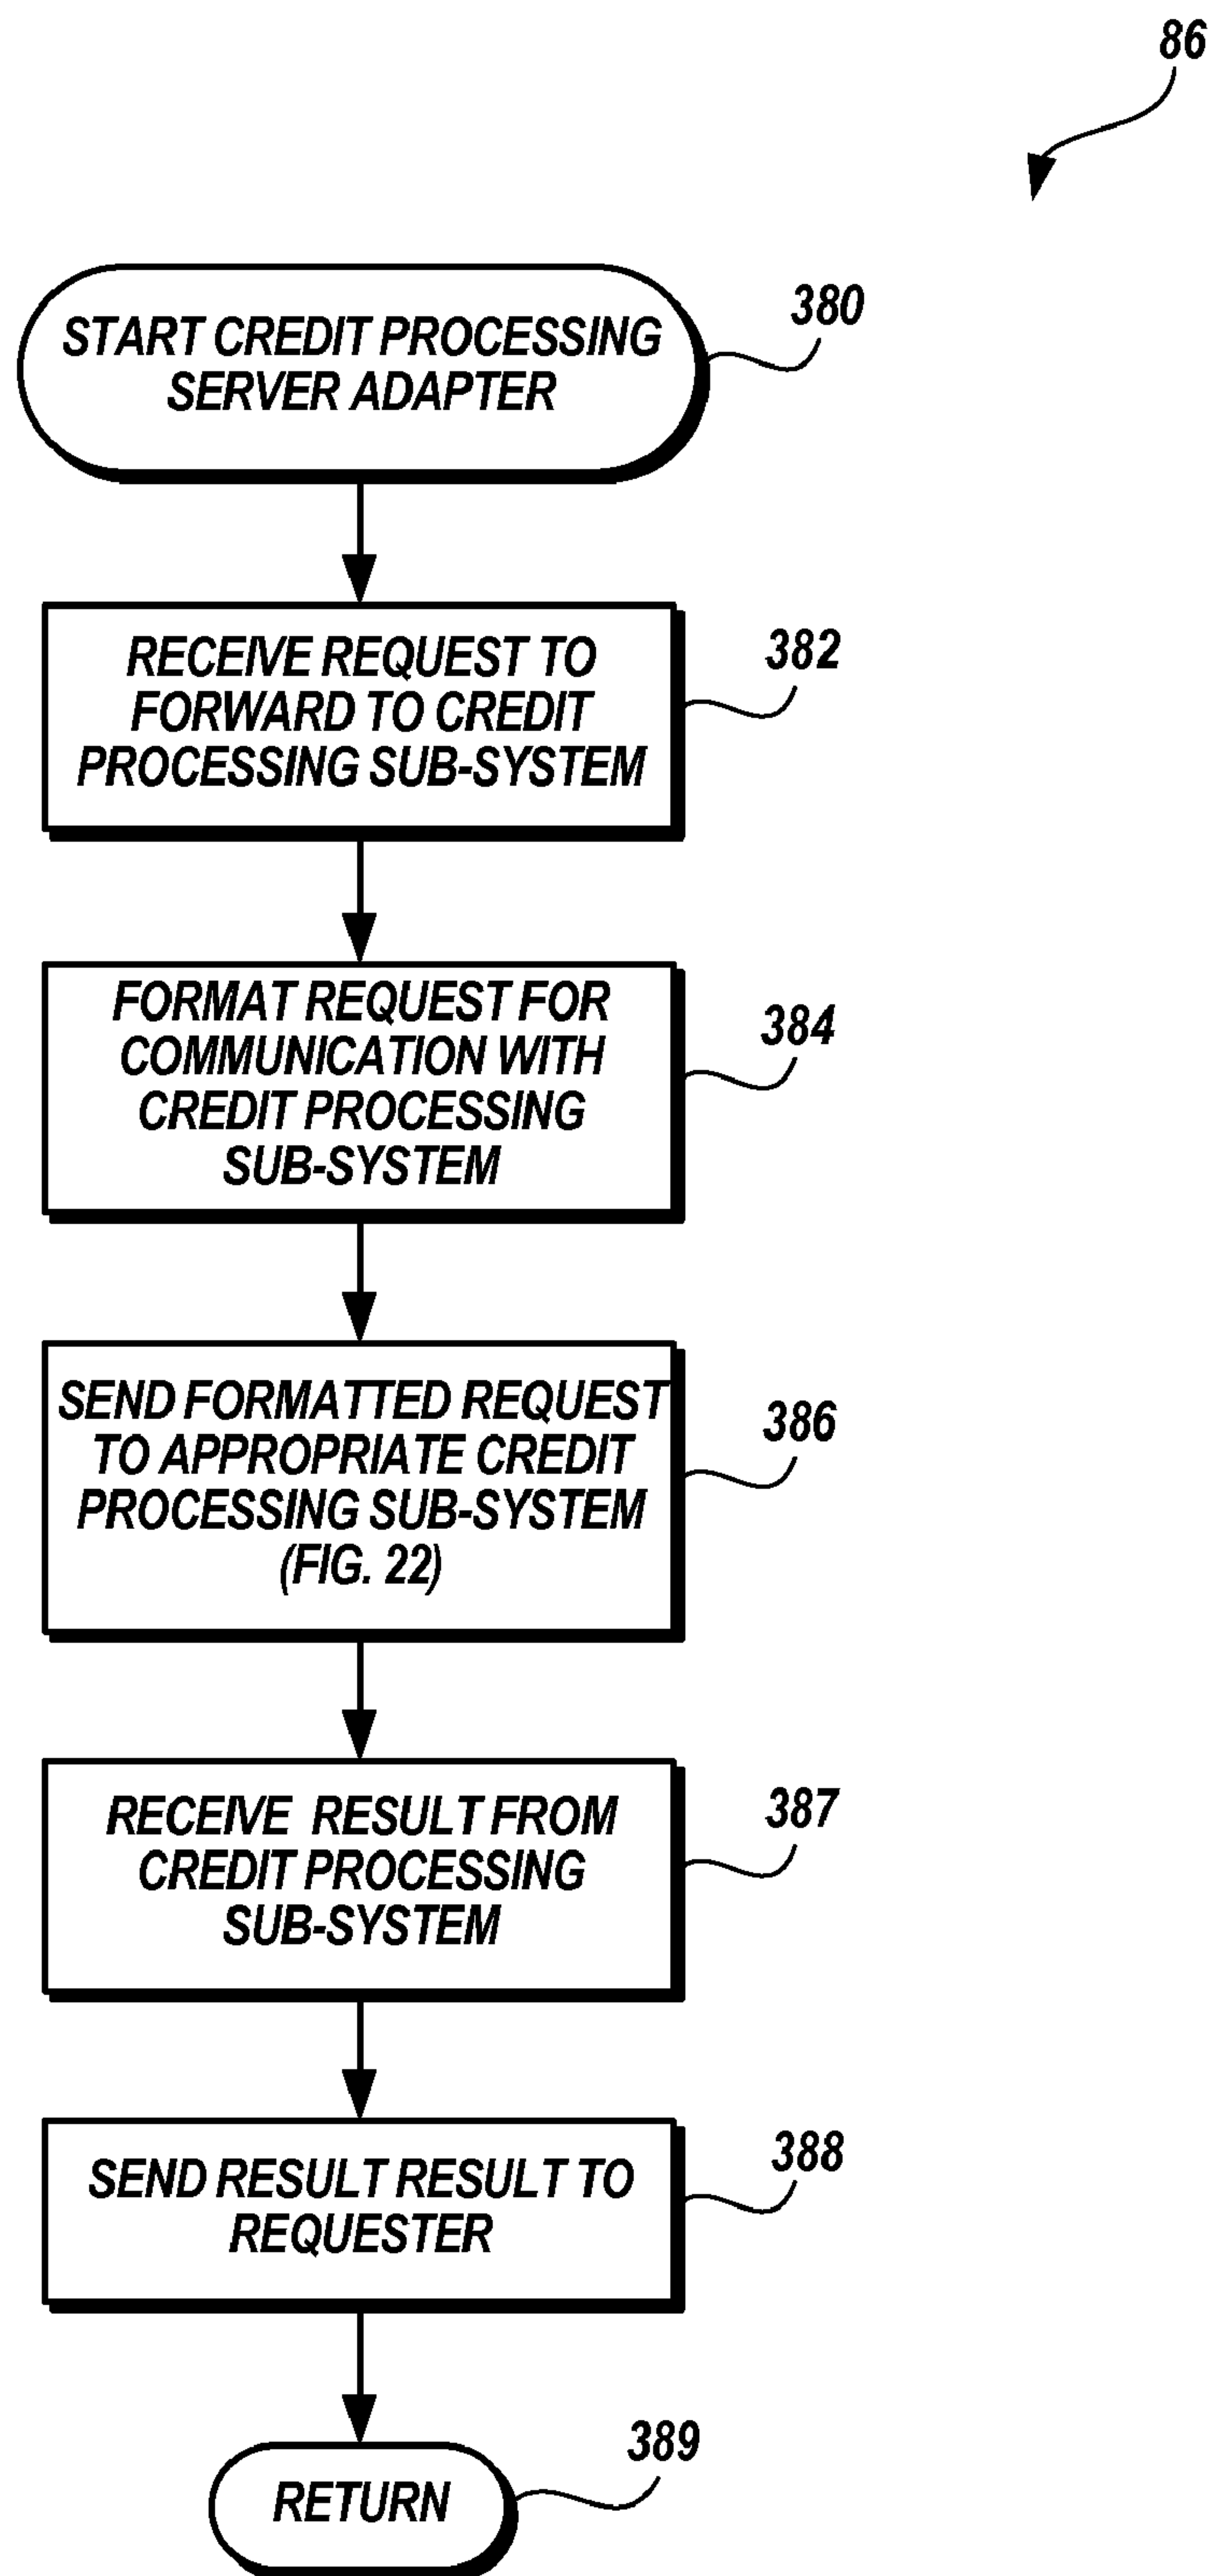 86
START CREDIT PROCESSING
SERVER ADAPTER
380
RECEIVE REQUEST TO
FORWARD TO CREDIT
PROCESSING SUB-SYSTEM
382
FORMAT REQUEST FOR
COMMUNICATION WITH
CREDIT PROCESSING
SUB-SYSTEM
384
SEND FORMATTED REQUEST
TO APPROPRIATE CREDIT
PROCESSING SUB-SYSTEM
(FIG. 22)
386
RECEIVE RESULT FROM
CREDIT PROCESSING
SUB-SYSTEM
387
SEND RESULT RESULT TO
REQUESTER
388
RETURN
389